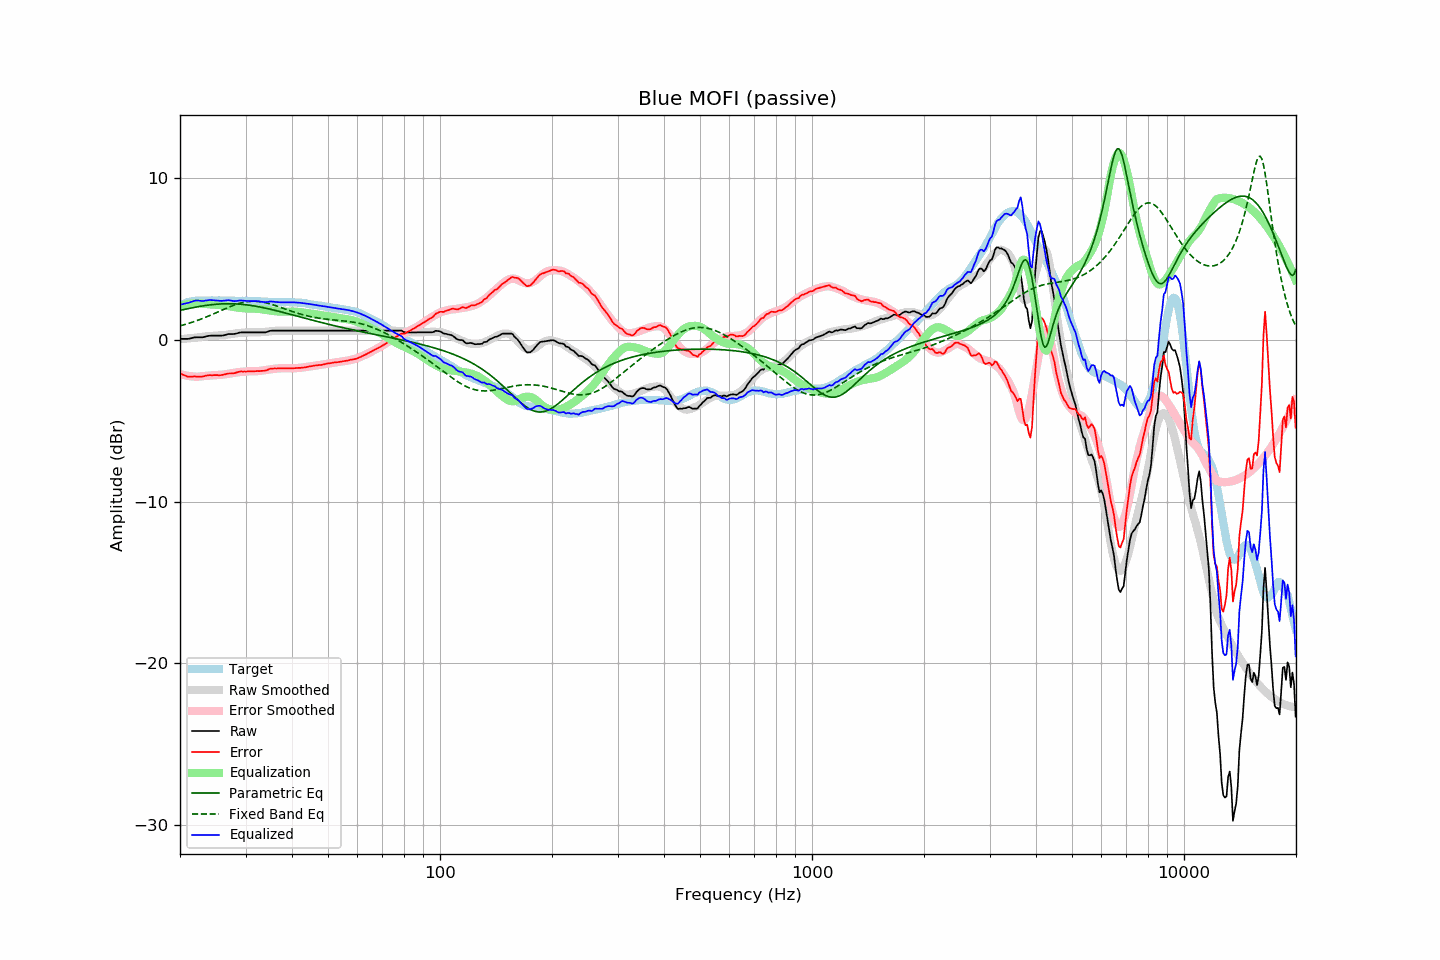 Blue MOFI (passive)
10
0
−10
−20
−30
Amplitude (dBr)
Target
Raw Smoothed
Error Smoothed
Raw
Error
Equalization
Parametric Eq
Fixed Band Eq
Equalized
100
1000
10000
Frequency (Hz)